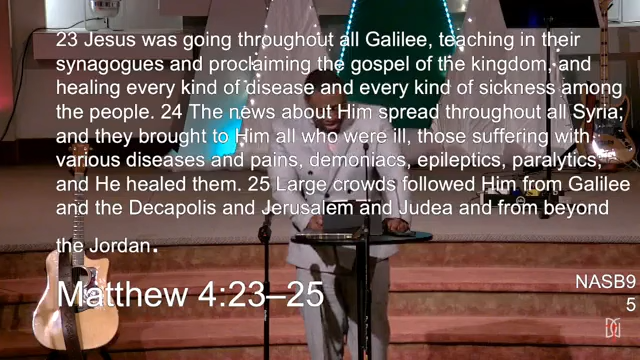 23 Jesus was going throughout all Galilee, teaching in their
synagogues and proclaiming the gospel of the kingdom, and
healing every kind of disease and every kind of sickness among
the people. 24 The news about Him spread throughout all Syria;
and they brought to Him all who were ill, those suffering with
various diseases and pains, demoniacs, epileptics, paralytics;
and He healed them. 25 Large crowds followed Him from Galilee
and the Decapolis and Jerusalem and Judea and from beyond
the Jordan.
Matthew 4:23–25
NASB9
5